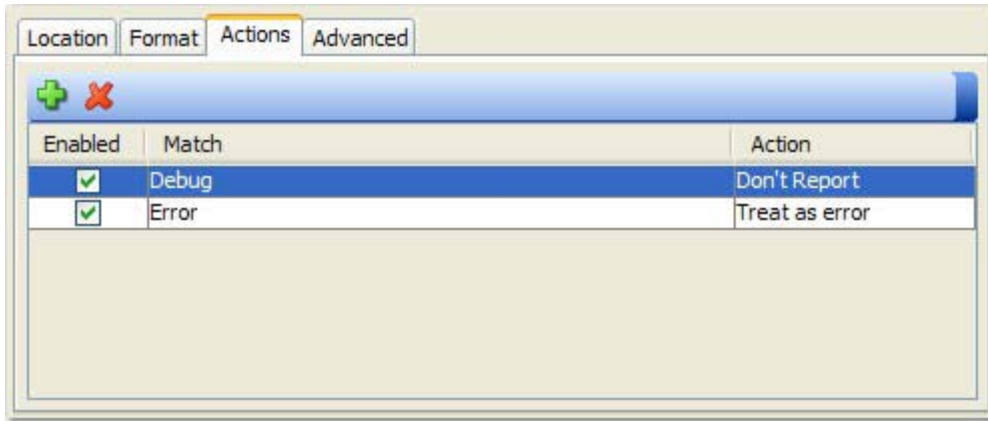 Location Format Actions Advanced
Enabled Match Action
Debug Don't Report
Error Treat as error